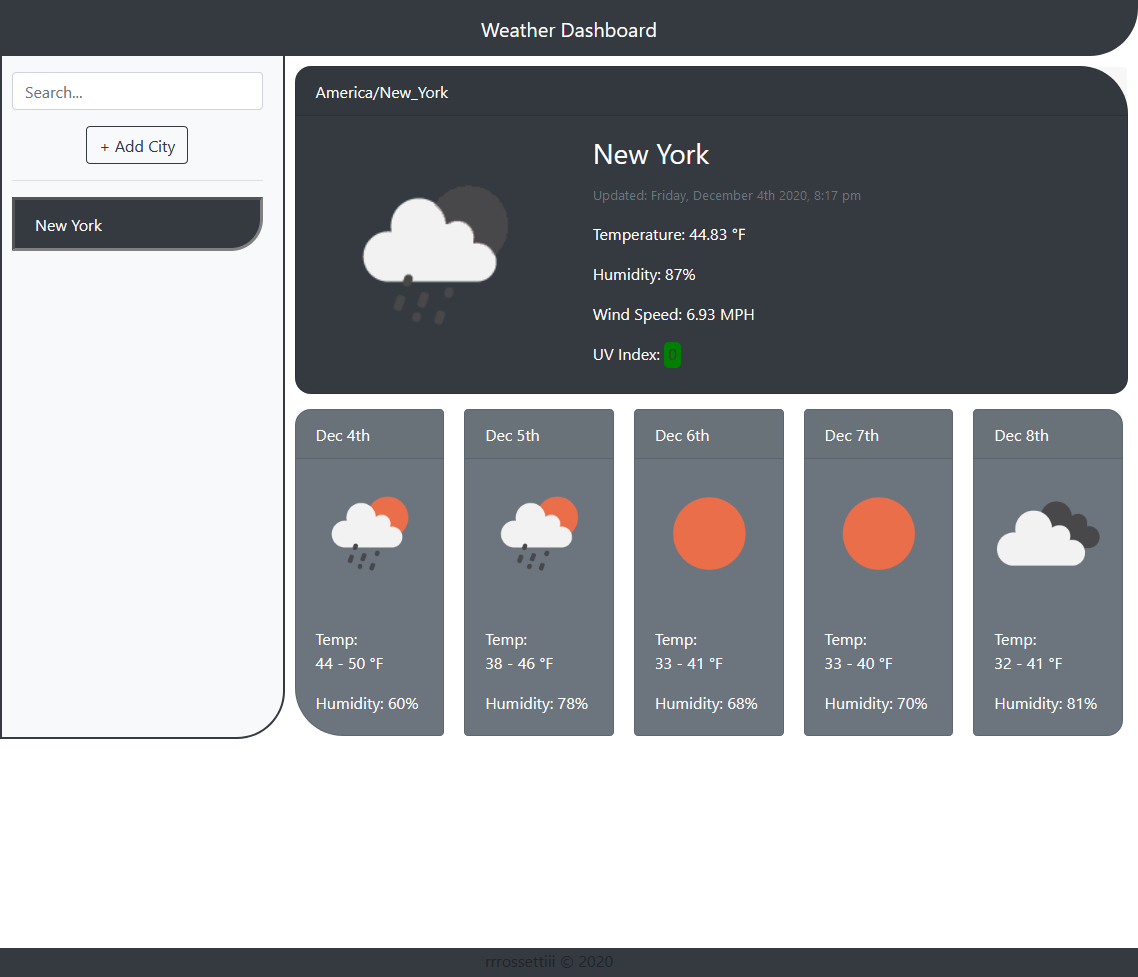 Weather Dashboard
Search...
+ Add City
New York
America/New_York
New York
Updated: Friday, December 4th 2020, 8:17 pm
Temperature: 44.83 °F
Humidity: 87%
Wind Speed: 6.93 MPH
UV Index: 0
Dec 4th
Temp:
44 - 50 °F
Humidity: 60%
Dec 5th
Temp:
38 - 46 °F
Humidity: 78%
Dec 6th
Temp:
33 - 41 °F
Humidity: 68%
Dec 7th
Temp:
33 - 40 °F
Humidity: 70%
Dec 8th
Temp:
32 - 41 °F
Humidity: 81%
rrrossettiii © 2020